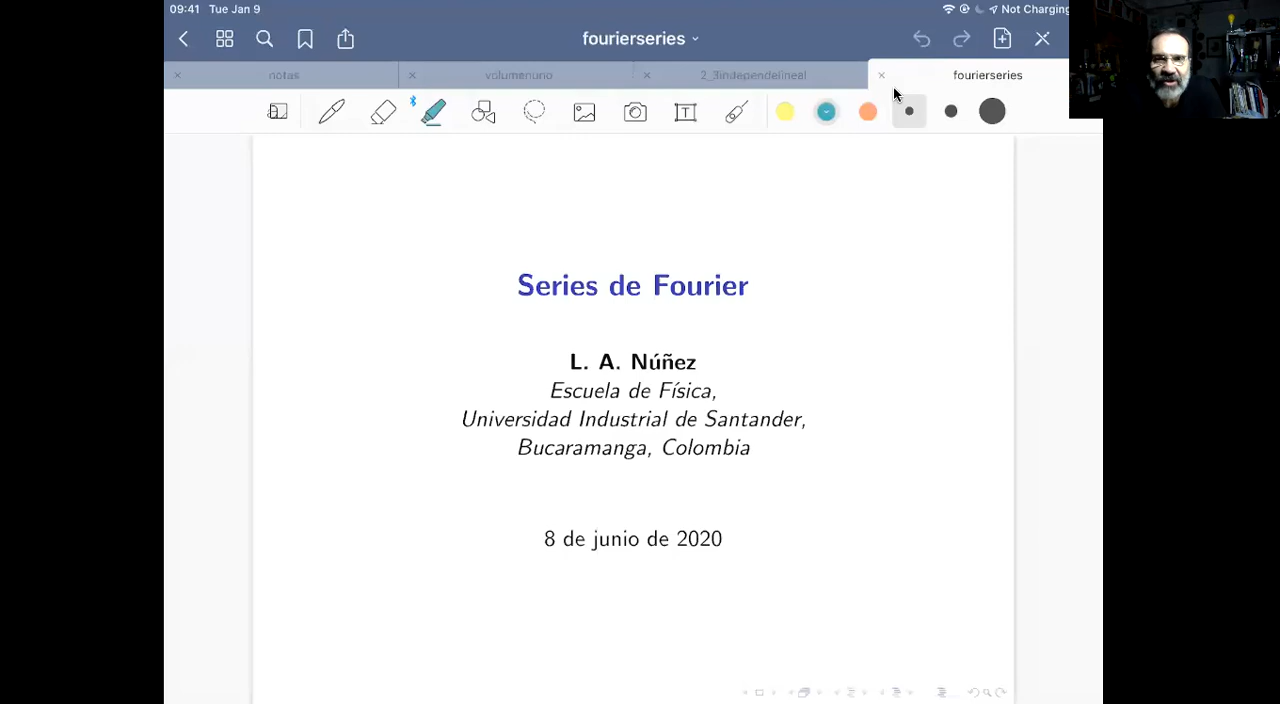 09:41 Tue Jan 9
Not Charging
fourierseries
notas
volumenuno
2_3independelineal
fourierseries
Series de Fourier
L. A. Núñez
Escuela de Física,
Universidad Industrial de Santander,
Bucaramanga, Colombia
8 de junio de 2020